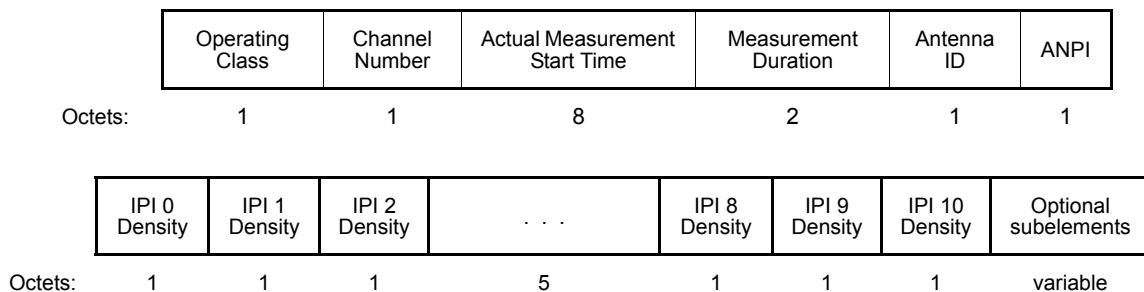 Operating Class Channel Number Actual Measurement Start Time Measurement Duration Antenna ID ANPI
Octets: 1 1 8 2 1 1
IPI 0 Density IPI 1 Density IPI 2 Density . . . IPI 8 Density IPI 9 Density IPI 10 Density Optional subelements
Octets: 1 1 1 5 1 1 1 variable